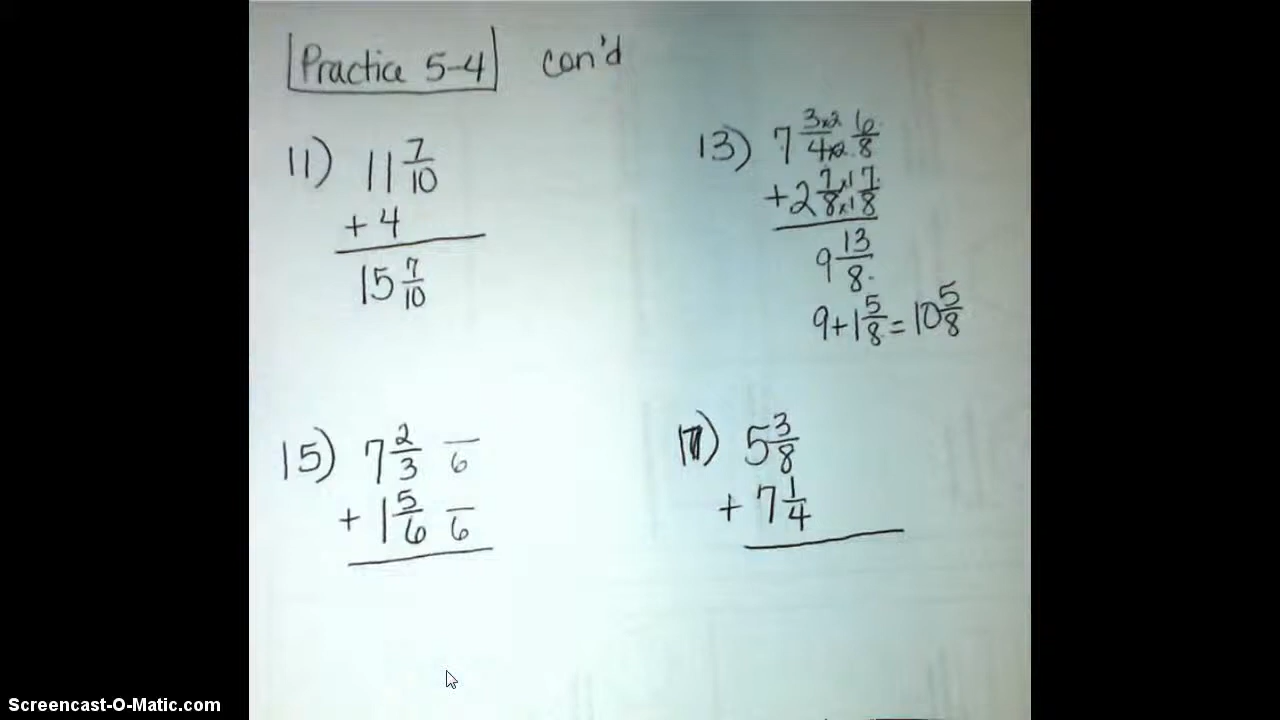 Practice 5-4 con'd
11) 11 7/10
+ 4
15 7/10
13) 7 3x2/4x2 6/8
+ 2 7x1/8x1 7/8
9 13/8
9 + 1 5/8 = 10 5/8
15) 7 2/3 _/6
+ 1 5/6 _/6
17) 5 3/8
+ 7 1/4
Screencast-O-Matic.com